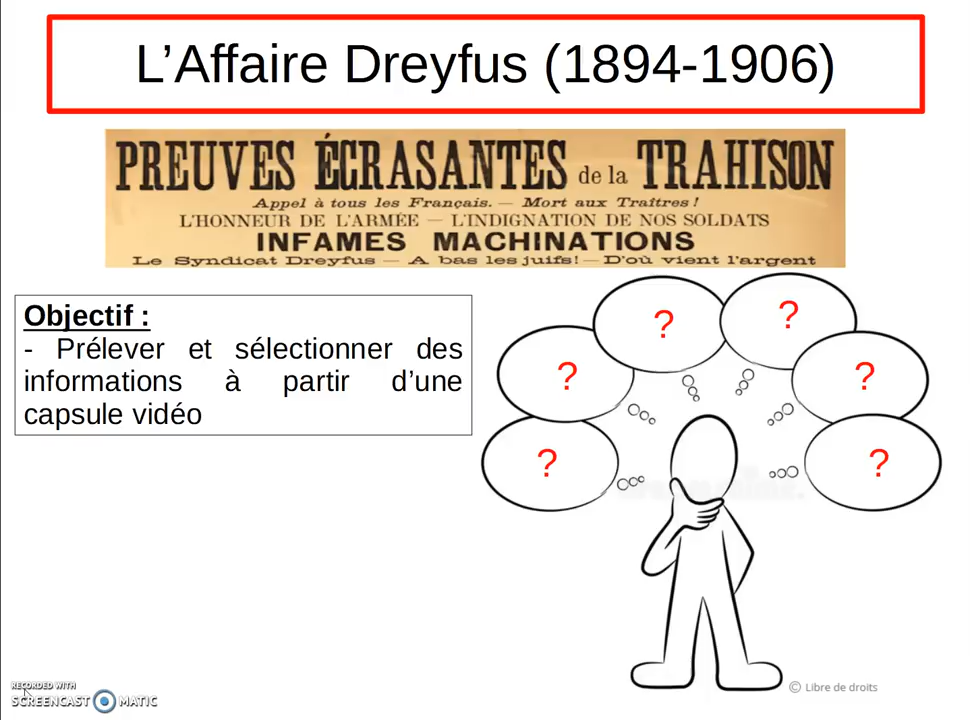 L’Affaire Dreyfus (1894-1906)
PREUVES ÉCRASANTES de la TRAHISON
Appel à tous les Français. — Mort aux Traîtres !
L'HONNEUR DE L'ARMÉE — L'INDIGNATION DE NOS SOLDATS
INFAMES MACHINATIONS
Le Syndicat Dreyfus — A bas les juifs! — D'où vient l'argent
Objectif :
- Prélever et sélectionner des
informations à partir d’une
capsule vidéo
?
?
?
?
?
?
RECORDED WITH
SCREENCAST MATIC
© Libre de droits